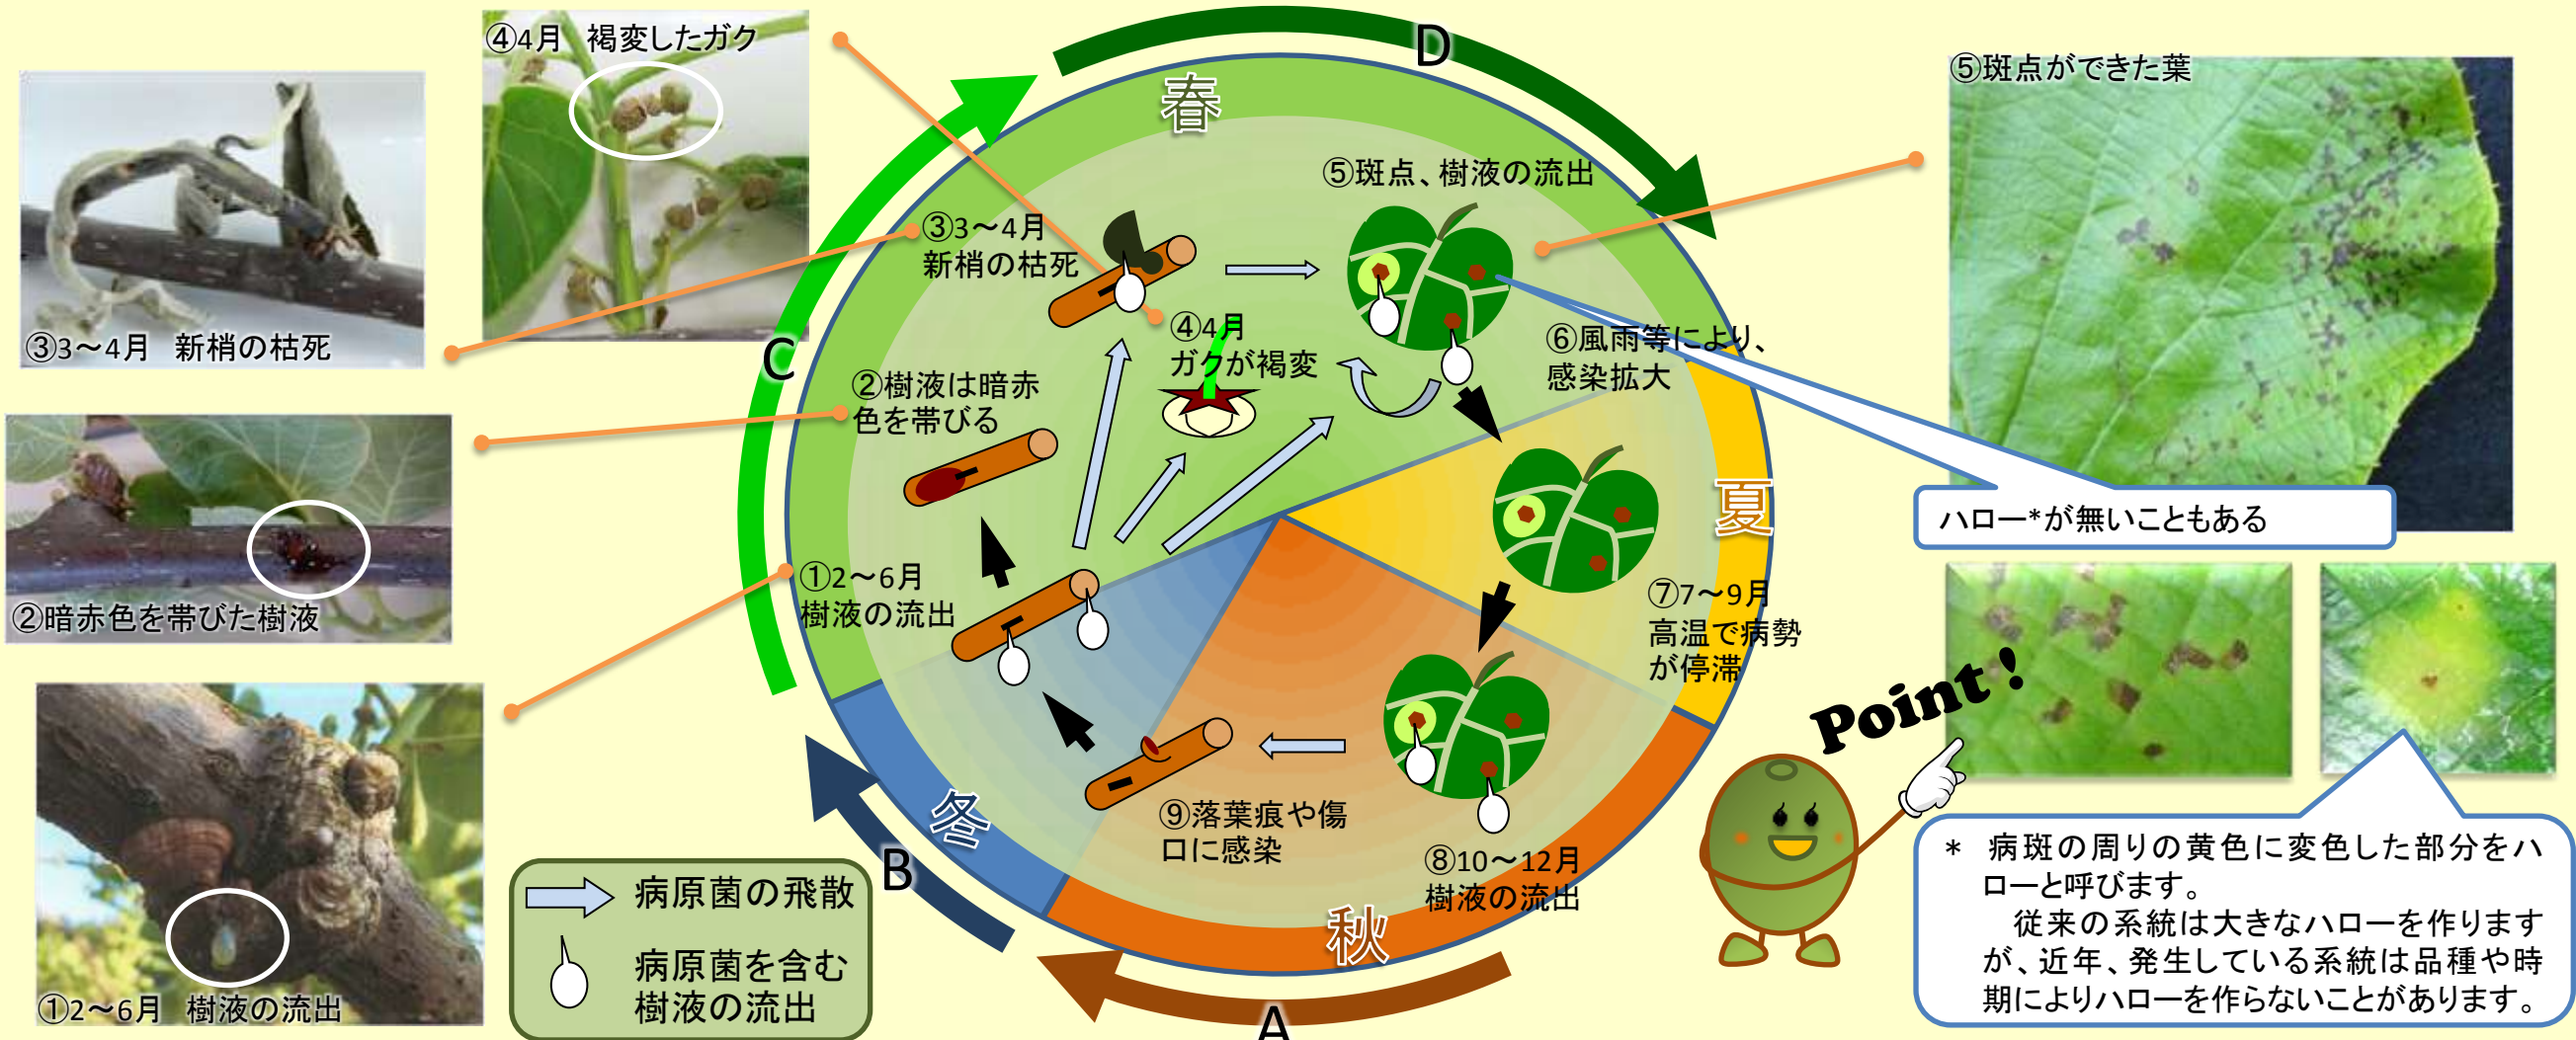 ④4月 褐変したガク
③3~4月 新梢の枯死
②暗赤色を帯びた樹液
①2~6月 樹液の流出
D
春
⑤斑点、樹液の流出
③3~4月
新梢の枯死
④4月
ガクが褐変
⑥風雨等により、
感染拡大
C
②樹液は暗赤
色を帯びる
①2~6月
樹液の流出
夏
⑦7~9月
高温で病勢
が停滞
冬
B
⑨落葉痕や傷
口に感染
⑧10~12月
樹液の流出
秋
A
病原菌の飛散
病原菌を含む
樹液の流出
⑤斑点ができた葉
ハロー*が無いこともある
Point!
* 病斑の周りの黄色に変色した部分をハ
ローと呼びます。
従来の系統は大きなハローを作ります
が、近年、発生している系統は品種や時
期によりハローを作らないことがあります。